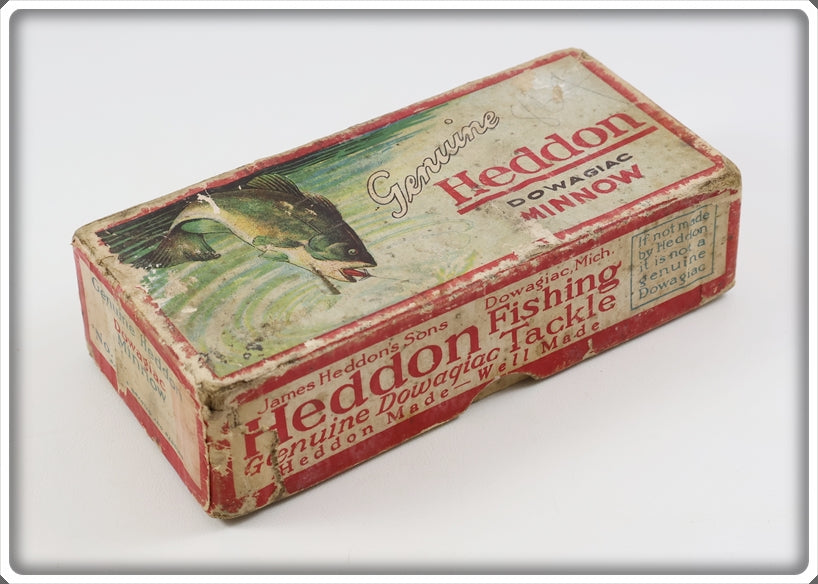 Genuine
Heddon
DOWAGIAC
MINNOW
James Heddon's Sons Dowagiac, Mich.
Heddon Fishing
Genuine Dowagiac Tackle
Heddon Made — Well Made
If not made
by Heddon
it is not a
genuine
Dowagiac
Genuine Heddon
Dowagiac
MINNOW
No.